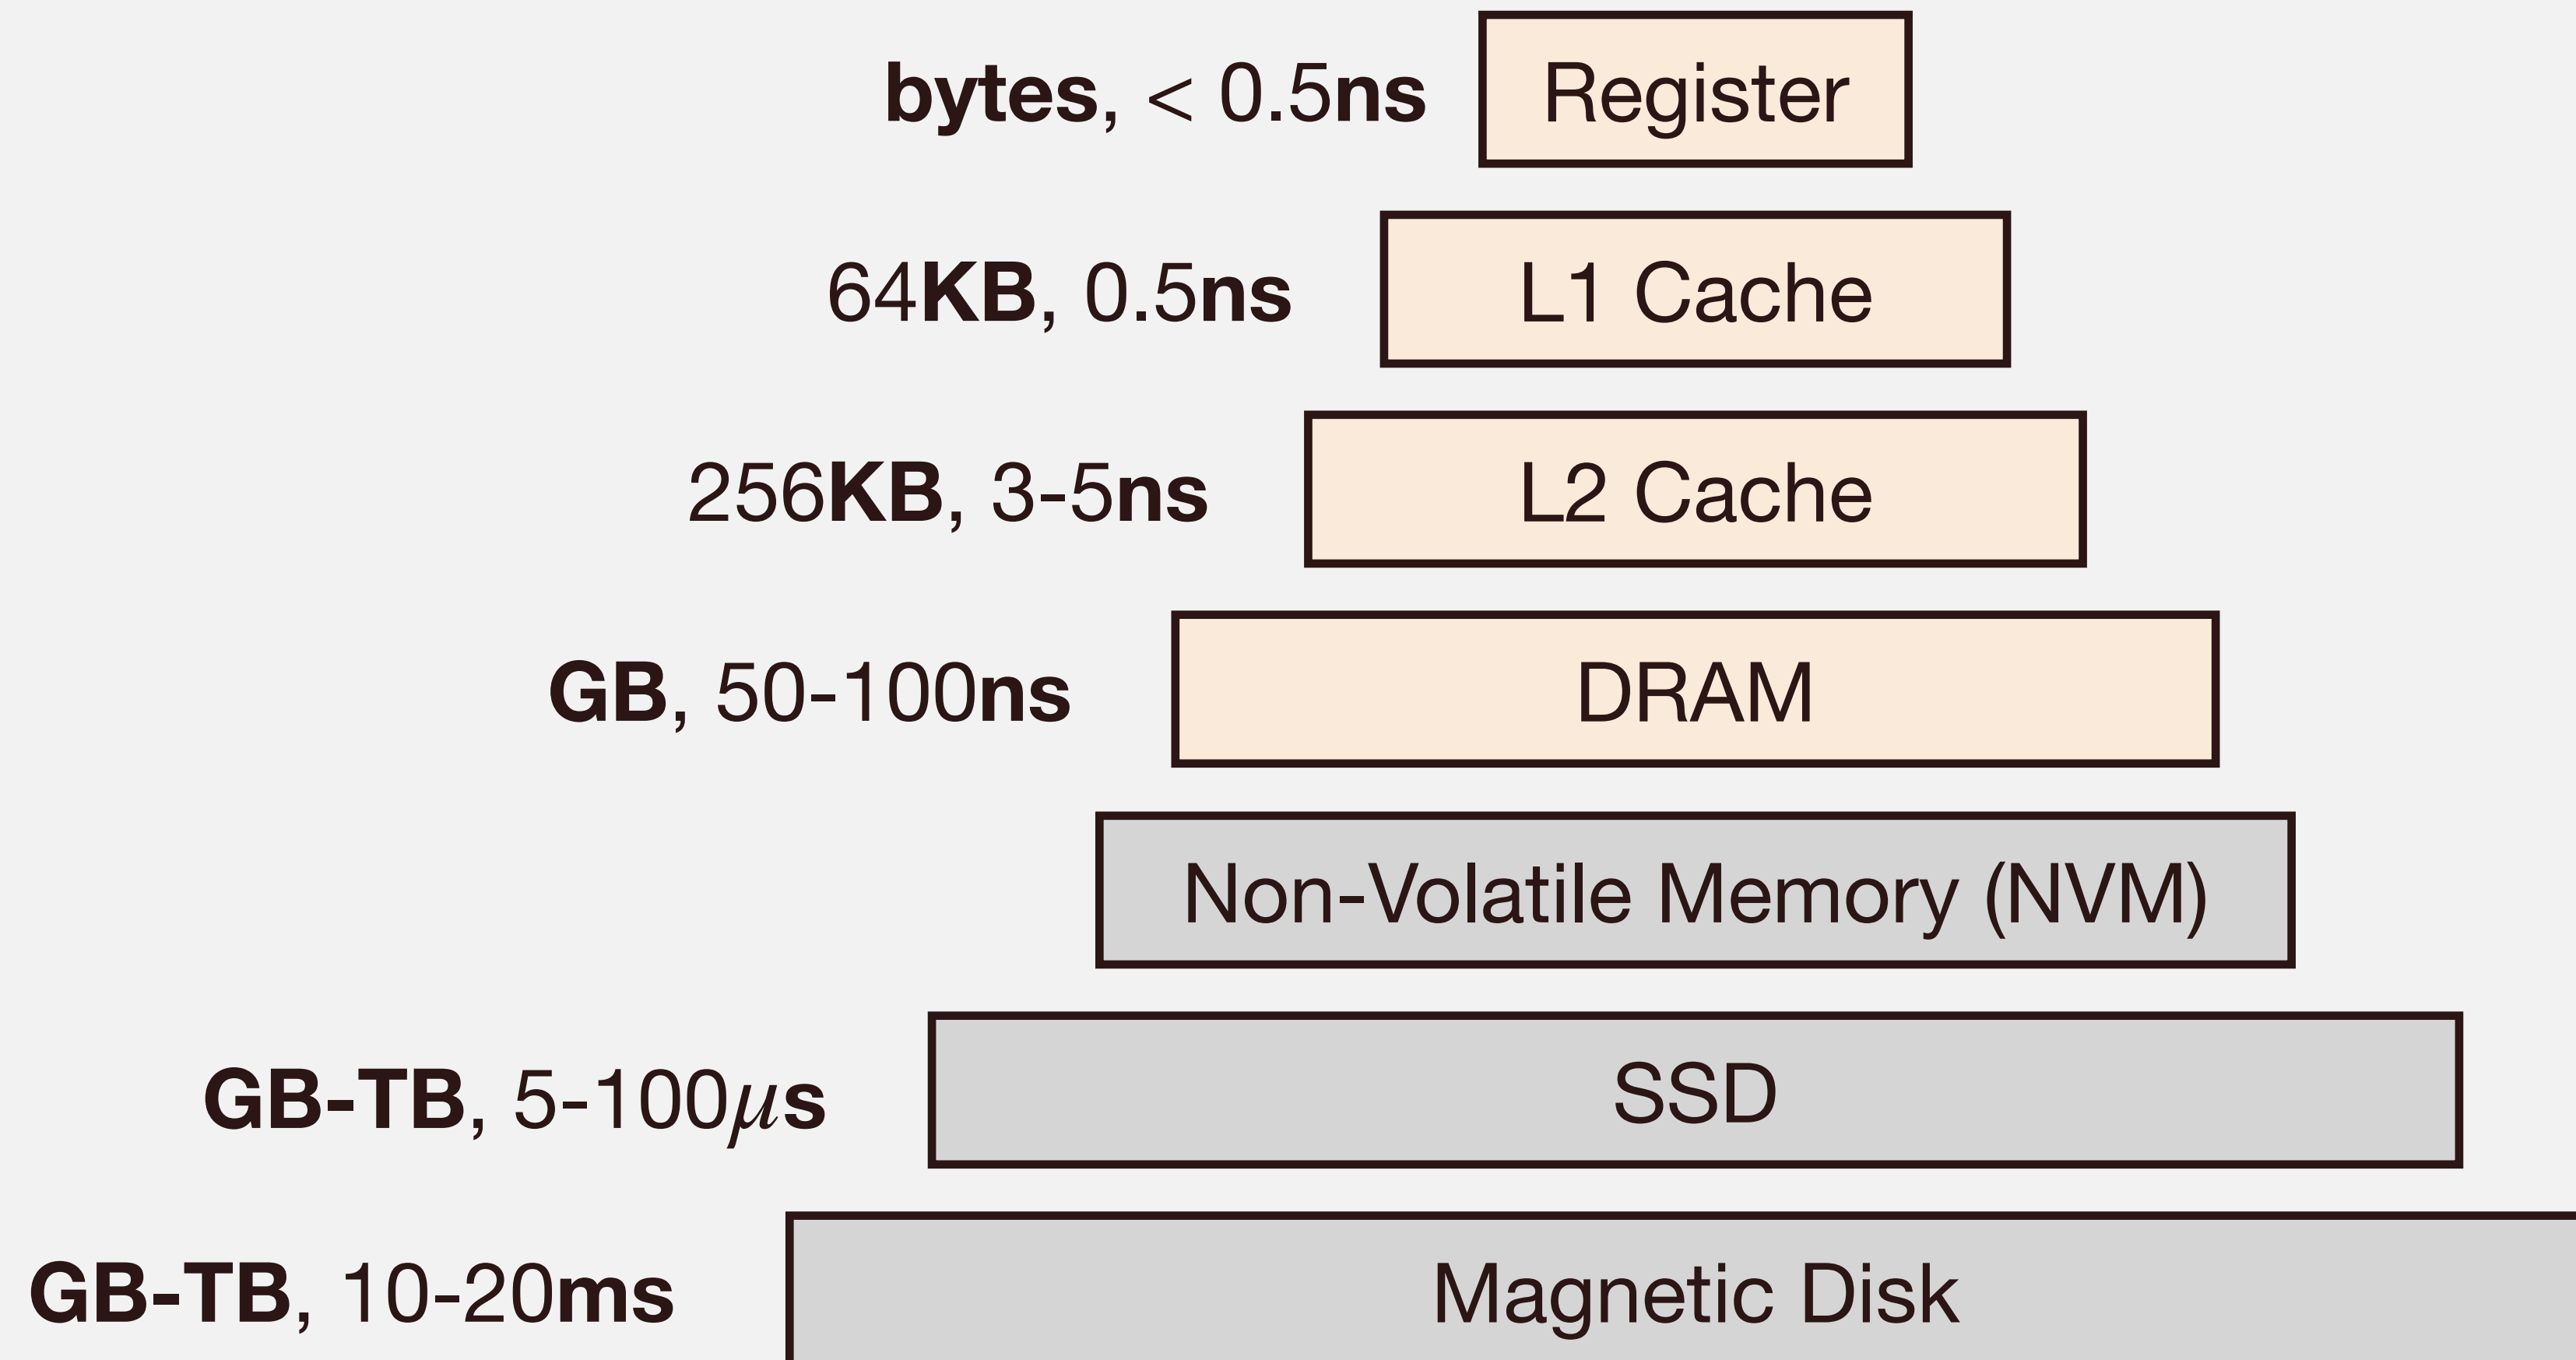 bytes, < 0.5ns Register
64KB, 0.5ns L1 Cache
256KB, 3-5ns L2 Cache
GB, 50-100ns DRAM
Non-Volatile Memory (NVM)
GB-TB, 5-100μs SSD
GB-TB, 10-20ms Magnetic Disk